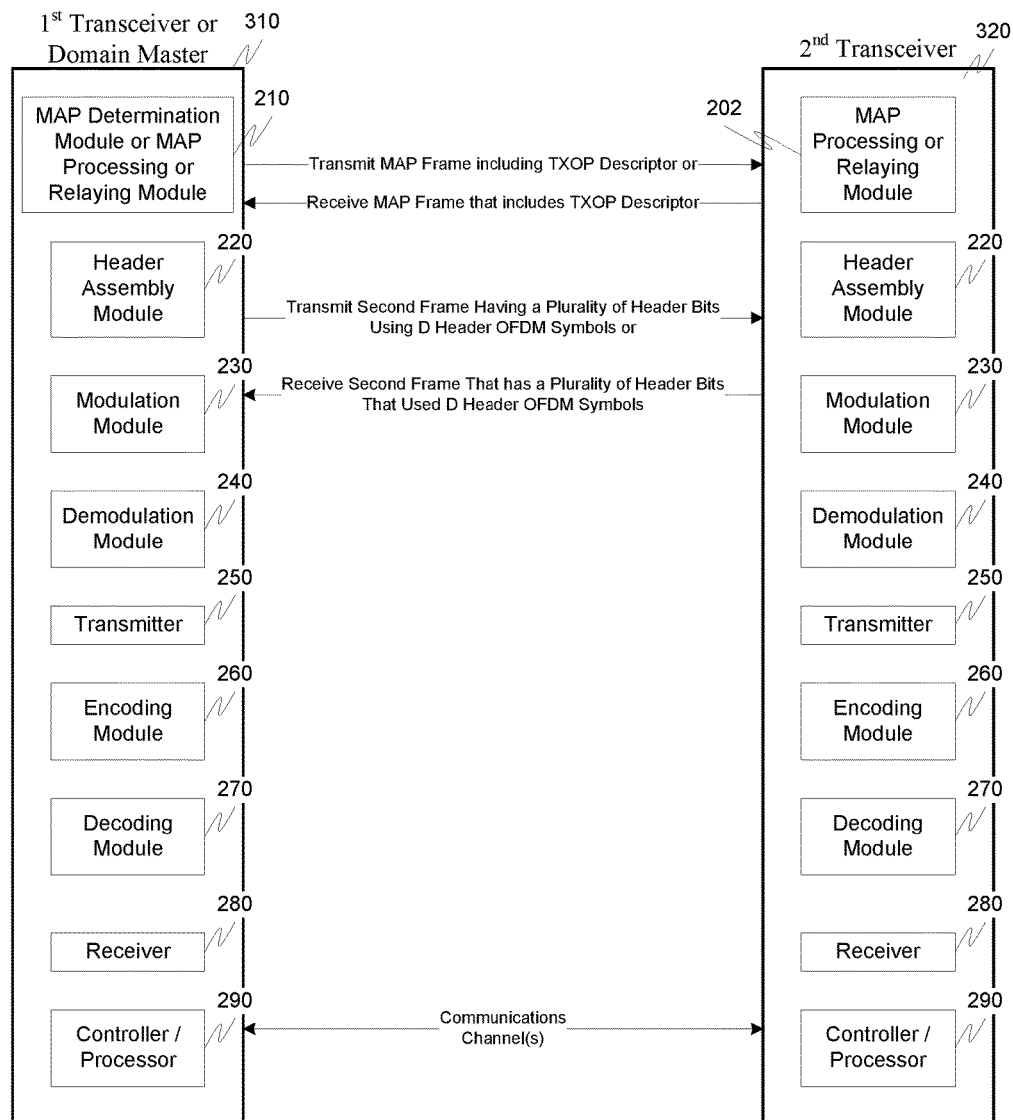 1st Transceiver or
Domain Master
310
MAP Determination
Module or MAP
Processing or
Relaying Module
210
220
Header
Assembly
Module
230
Modulation
Module
240
Demodulation
Module
250
Transmitter
260
Encoding
Module
270
Decoding
Module
280
Receiver
290
Controller /
Processor
Transmit MAP Frame including TXOP Descriptor or
Receive MAP Frame that includes TXOP Descriptor
Transmit Second Frame Having a Plurality of Header Bits
Using D Header OFDM Symbols or
Receive Second Frame That has a Plurality of Header Bits
That Used D Header OFDM Symbols
Communications
Channel(s)
2nd Transceiver
320
202
MAP
Processing or
Relaying
Module
220
Header
Assembly
Module
230
Modulation
Module
240
Demodulation
Module
250
Transmitter
260
Encoding
Module
270
Decoding
Module
280
Receiver
290
Controller /
Processor